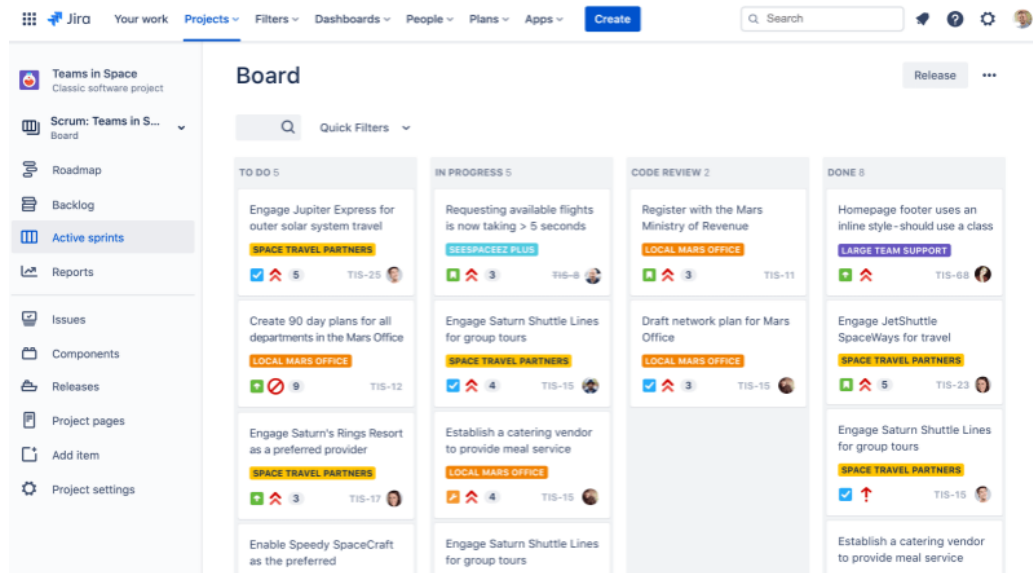 Jira Your work Projects Filters Dashboards People Plans Apps Create Search
Teams in Space
Classic software project
Scrum: Teams in S...
Board
Roadmap
Backlog
Active sprints
Reports
Issues
Components
Releases
Project pages
Add item
Project settings
Board
Release
Quick Filters
TO DO 5
Engage Jupiter Express for
outer solar system travel
SPACE TRAVEL PARTNERS
5 TIS-25
Create 90 day plans for all
departments in the Mars Office
LOCAL MARS OFFICE
9 TIS-12
Engage Saturn's Rings Resort
as a preferred provider
SPACE TRAVEL PARTNERS
3 TIS-17
Enable Speedy SpaceCraft
as the preferred
IN PROGRESS 5
Requesting available flights
is now taking > 5 seconds
SEESPACEEZ PLUS
3 TIS-8
Engage Saturn Shuttle Lines
for group tours
SPACE TRAVEL PARTNERS
4 TIS-15
Establish a catering vendor
to provide meal service
LOCAL MARS OFFICE
4 TIS-15
Engage Saturn Shuttle Lines
for group tours
CODE REVIEW 2
Register with the Mars
Ministry of Revenue
LOCAL MARS OFFICE
3 TIS-11
Draft network plan for Mars
Office
LOCAL MARS OFFICE
3 TIS-15
DONE 8
Homepage footer uses an
inline style-should use a class
LARGE TEAM SUPPORT
TIS-68
Engage JetShuttle
SpaceWays for travel
SPACE TRAVEL PARTNERS
5 TIS-23
Engage Saturn Shuttle Lines
for group tours
SPACE TRAVEL PARTNERS
TIS-15
Establish a catering vendor
to provide meal service